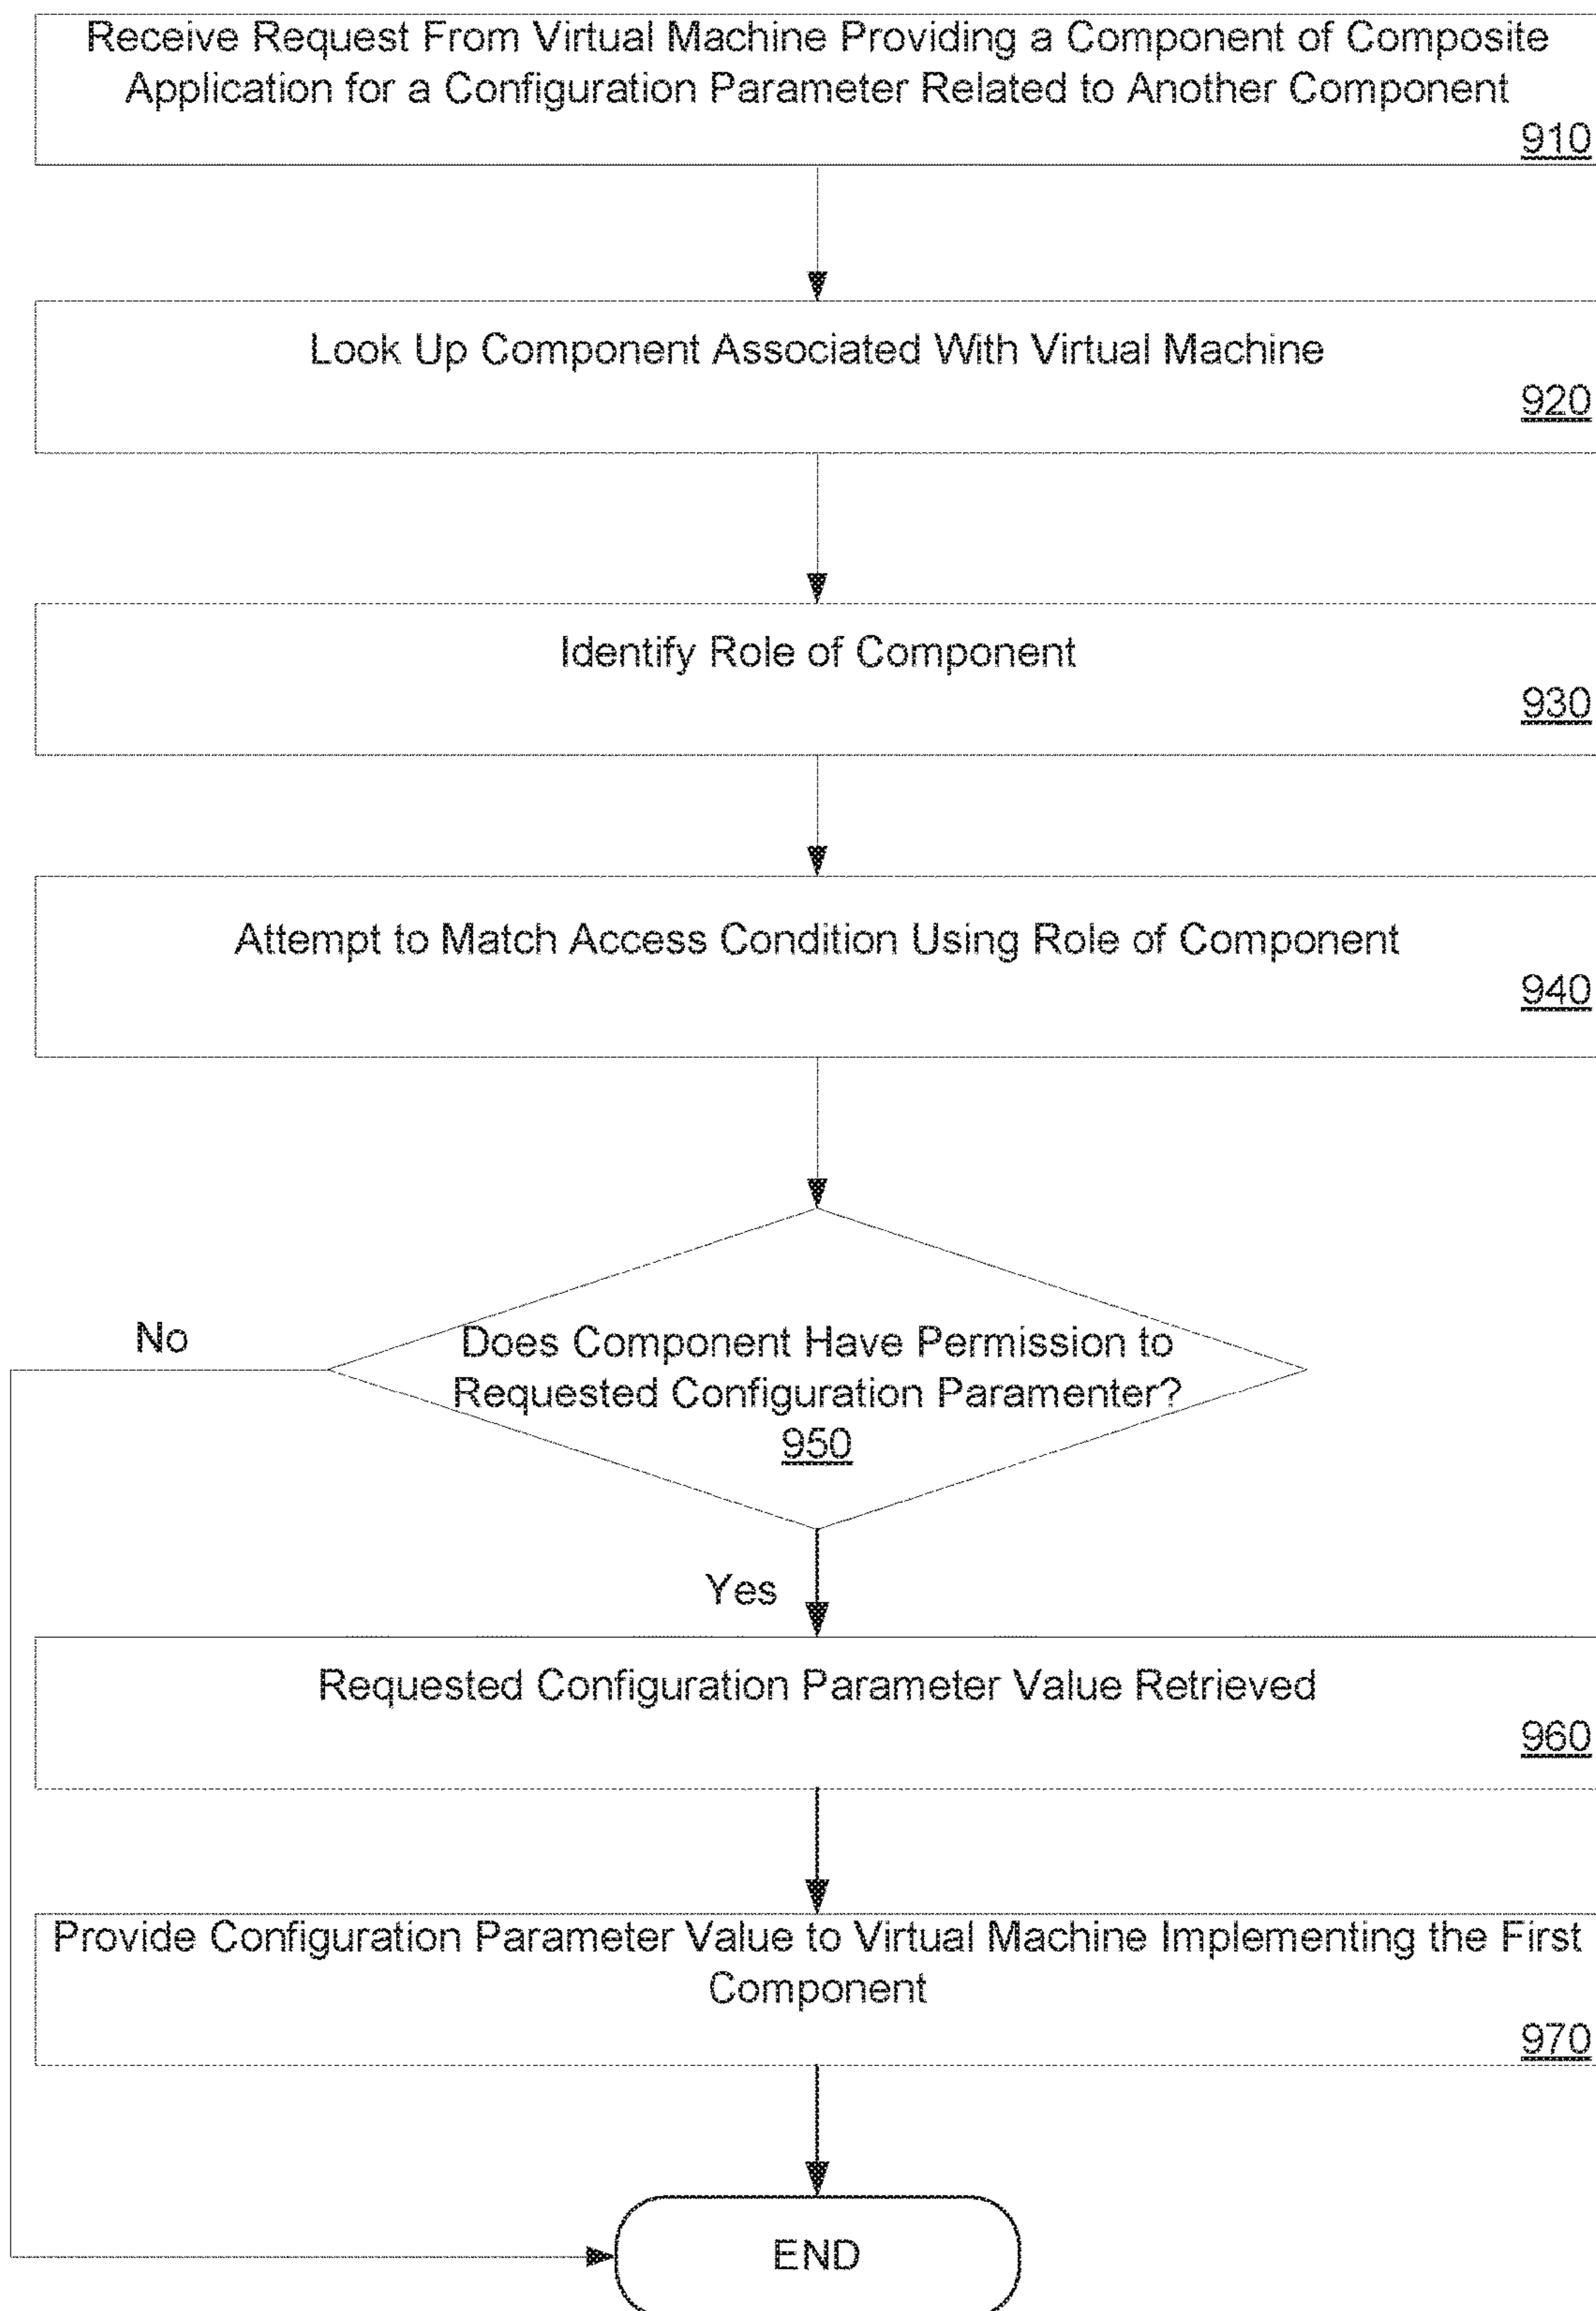 Receive Request From Virtual Machine Providing a Component of Composite
Application for a Configuration Parameter Related to Another Component
910
Look Up Component Associated With Virtual Machine
920
Identify Role of Component
930
Attempt to Match Access Condition Using Role of Component
940
No
Does Component Have Permission to
Requested Configuration Paramenter?
950
Yes
Requested Configuration Parameter Value Retrieved
960
Provide Configuration Parameter Value to Virtual Machine Implementing the First
Component
970
END